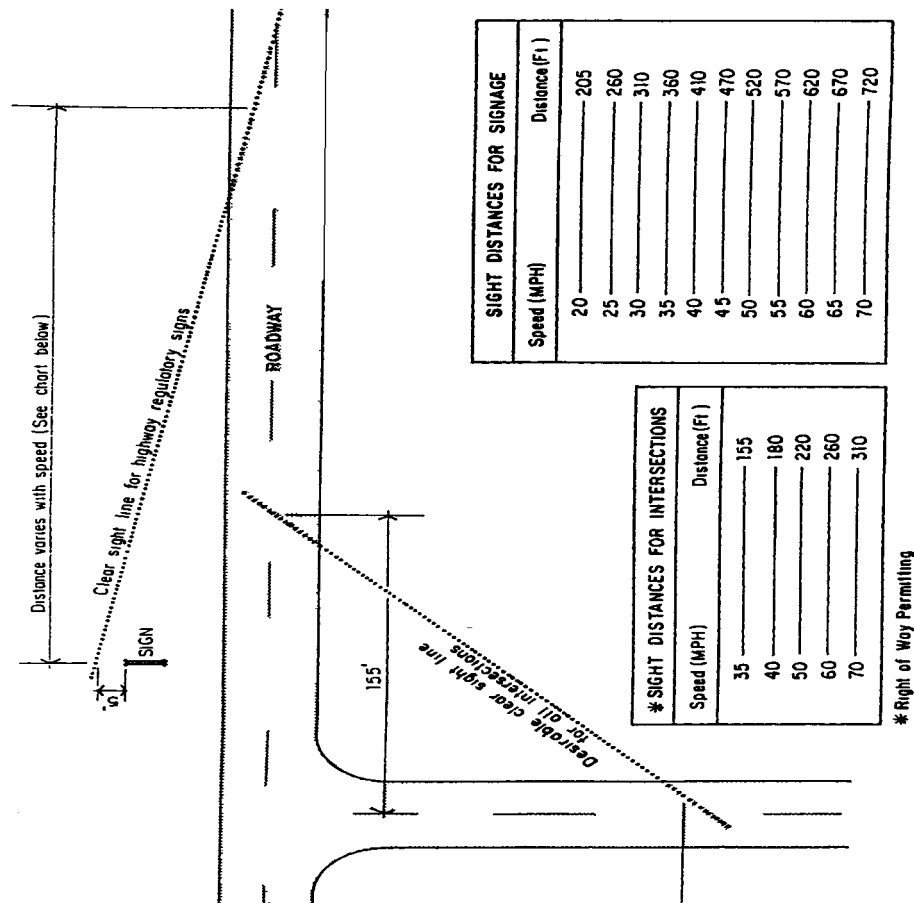 Distance varies with speed (See chart below)
Clear sight line for highway regulatory signs
5'
SIGN
ROADWAY
155'
Desirable clear sight line
for all intersections
* SIGHT DISTANCES FOR INTERSECTIONS
Speed (MPH) Distance (Ft)
35 155
40 180
50 220
60 260
70 310
* Right of Way Permitting
SIGHT DISTANCES FOR SIGNAGE
Speed (MPH) Distance (Ft)
20 205
25 260
30 310
35 360
40 410
45 470
50 520
55 570
60 620
65 670
70 720